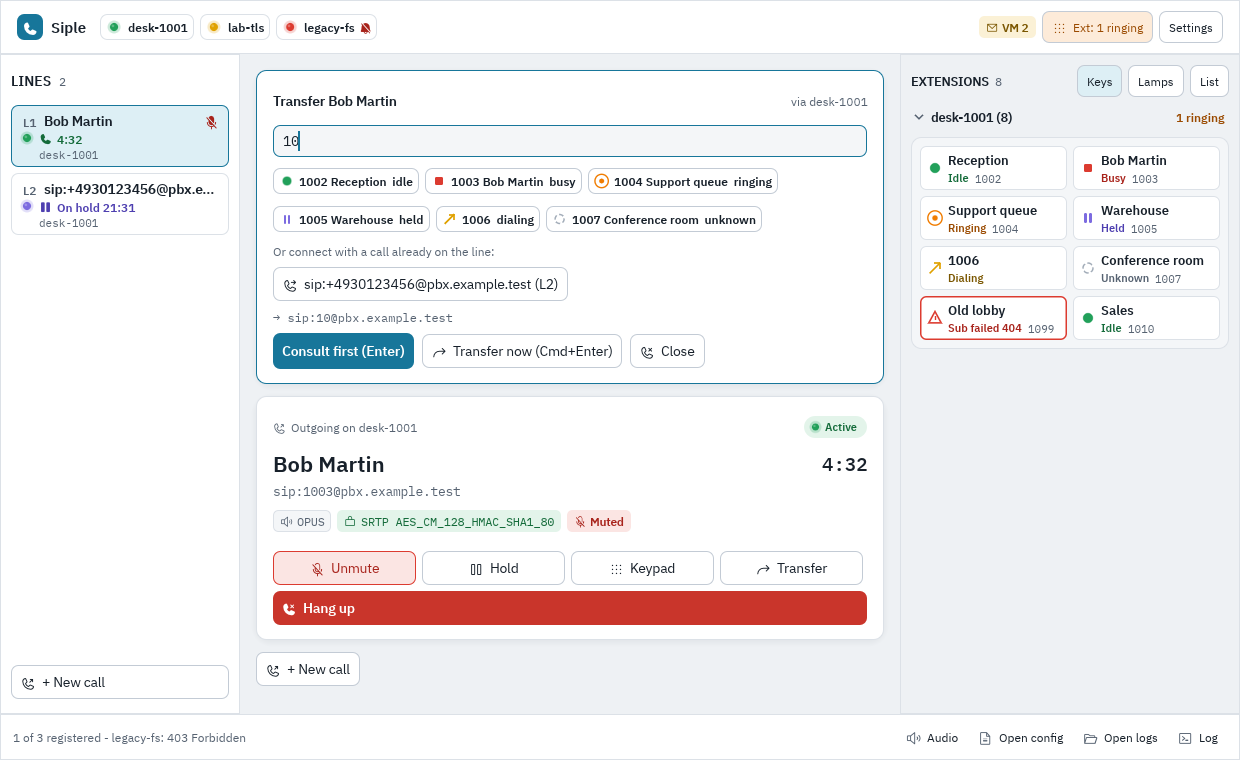 Siple desk-1001 lab-tls legacy-fs VM 2 Ext: 1 ringing Settings
LINES 2
L1 Bob Martin
4:32
desk-1001
L2 sip:+4930123456@pbx.e...
On hold 21:31
desk-1001
+ New call
Transfer Bob Martin via desk-1001
10
1002 Reception idle 1003 Bob Martin busy 1004 Support queue ringing
1005 Warehouse held 1006 dialing 1007 Conference room unknown
Or connect with a call already on the line:
sip:+4930123456@pbx.example.test (L2)
→ sip:10@pbx.example.test
Consult first (Enter) Transfer now (Cmd+Enter) Close
Outgoing on desk-1001 Active
Bob Martin 4:32
sip:1003@pbx.example.test
OPUS SRTP AES_CM_128_HMAC_SHA1_80 Muted
Unmute Hold Keypad Transfer
Hang up
+ New call
EXTENSIONS 8 Keys Lamps List
desk-1001 (8) 1 ringing
Reception
Idle 1002
Bob Martin
Busy 1003
Support queue
Ringing 1004
Warehouse
Held 1005
1006
Dialing
Conference room
Unknown 1007
Old lobby
Sub failed 404 1099
Sales
Idle 1010
1 of 3 registered - legacy-fs: 403 Forbidden Audio Open config Open logs Log